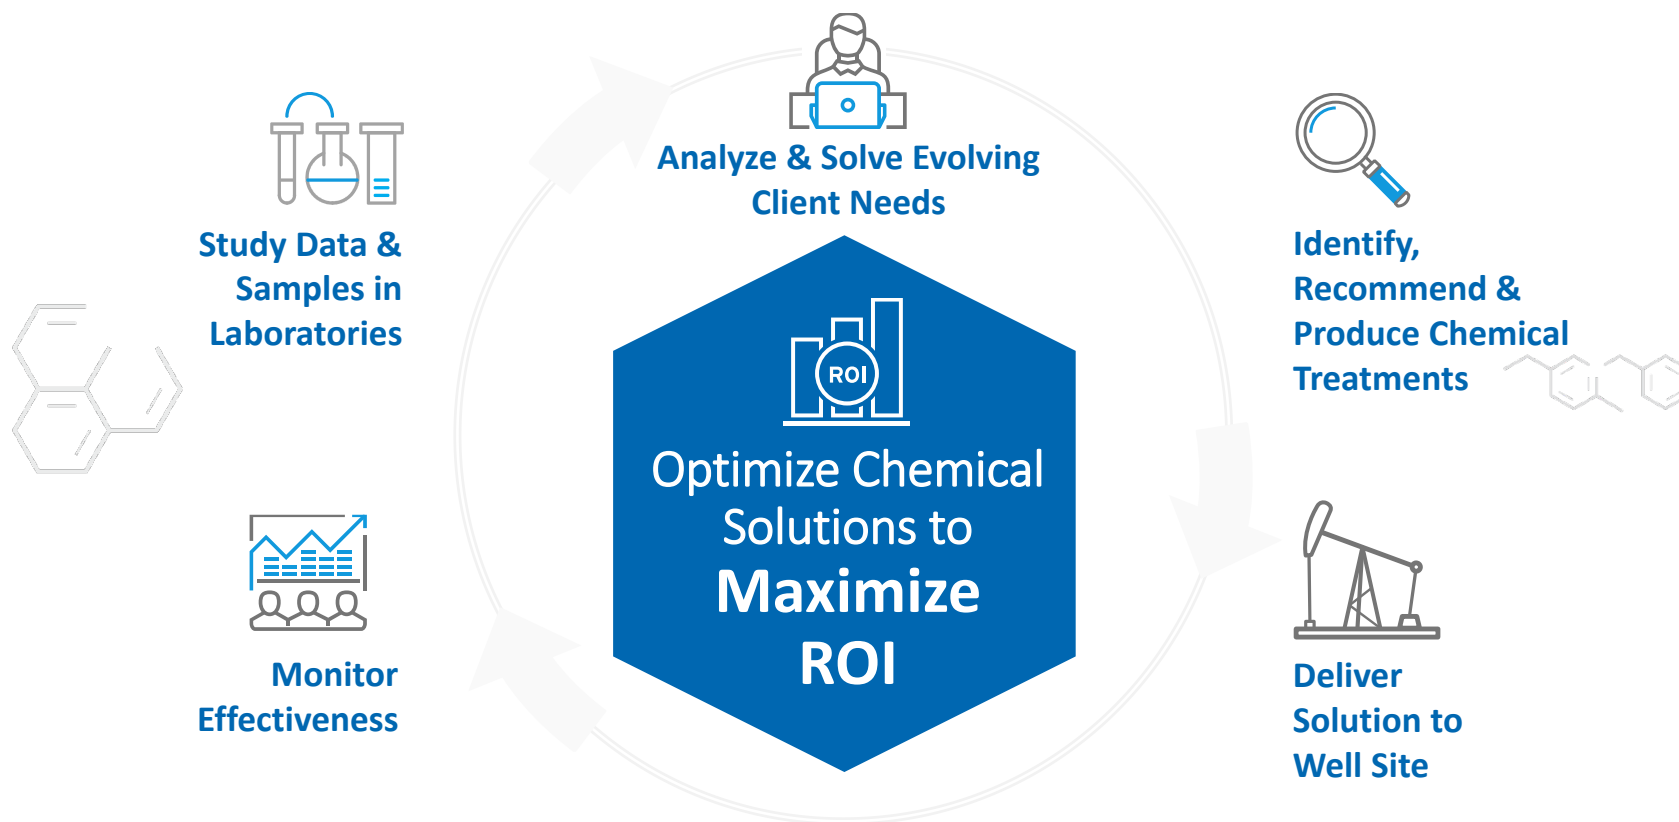 Analyze & Solve Evolving
Client Needs
Identify,
Recommend &
Produce Chemical
Treatments
Deliver
Solution to
Well Site
Monitor
Effectiveness
Study Data &
Samples in
Laboratories
ROI
Optimize Chemical
Solutions to
Maximize
ROI